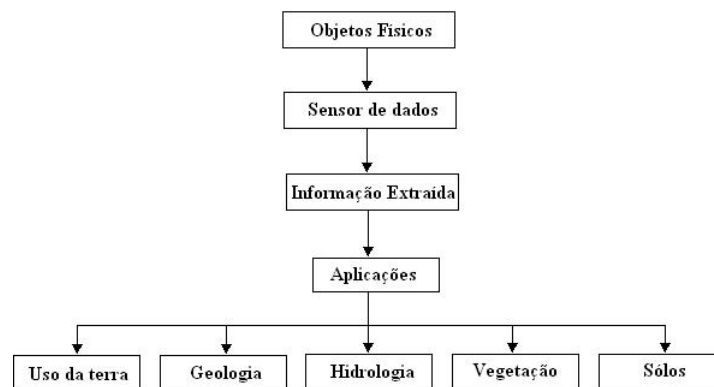 Objetos Físicos
Sensor de dados
Informação Extraída
Aplicações
Uso da terra
Geologia
Hidrologia
Vegetação
Sólos